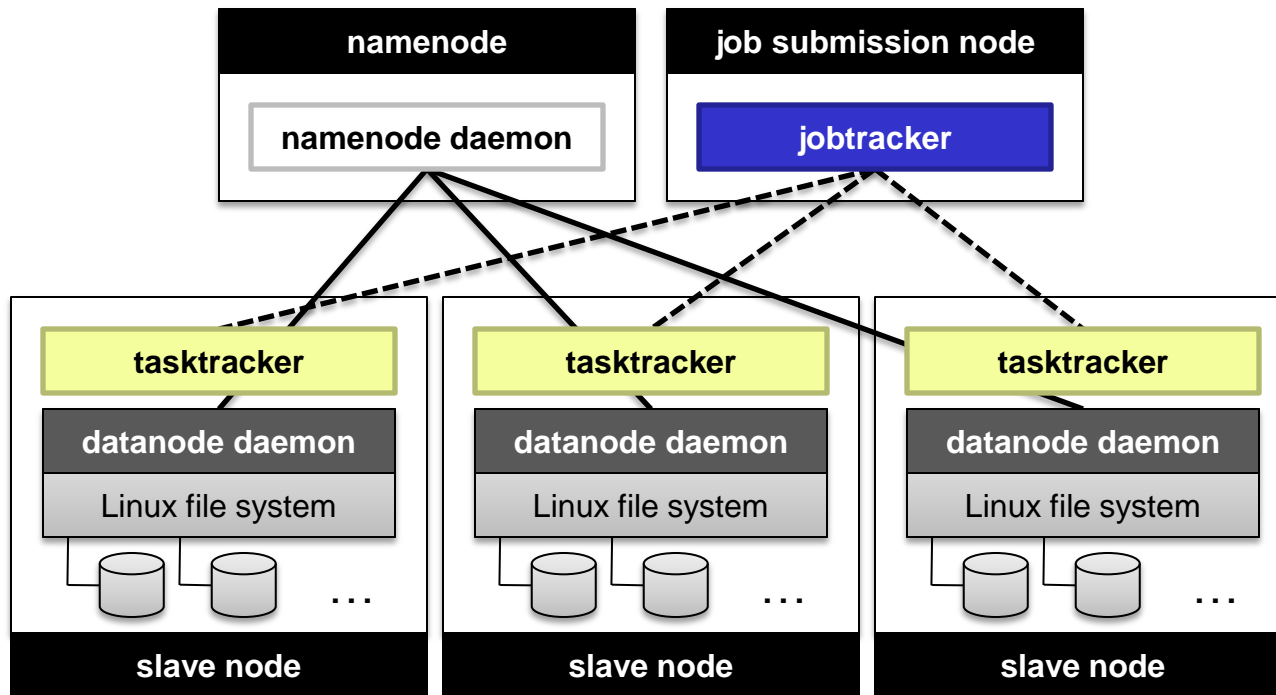 namenode
job submission node
namenode daemon
jobtracker
tasktracker
tasktracker
tasktracker
datanode daemon
datanode daemon
datanode daemon
Linux file system
Linux file system
Linux file system
...
...
...
slave node
slave node
slave node